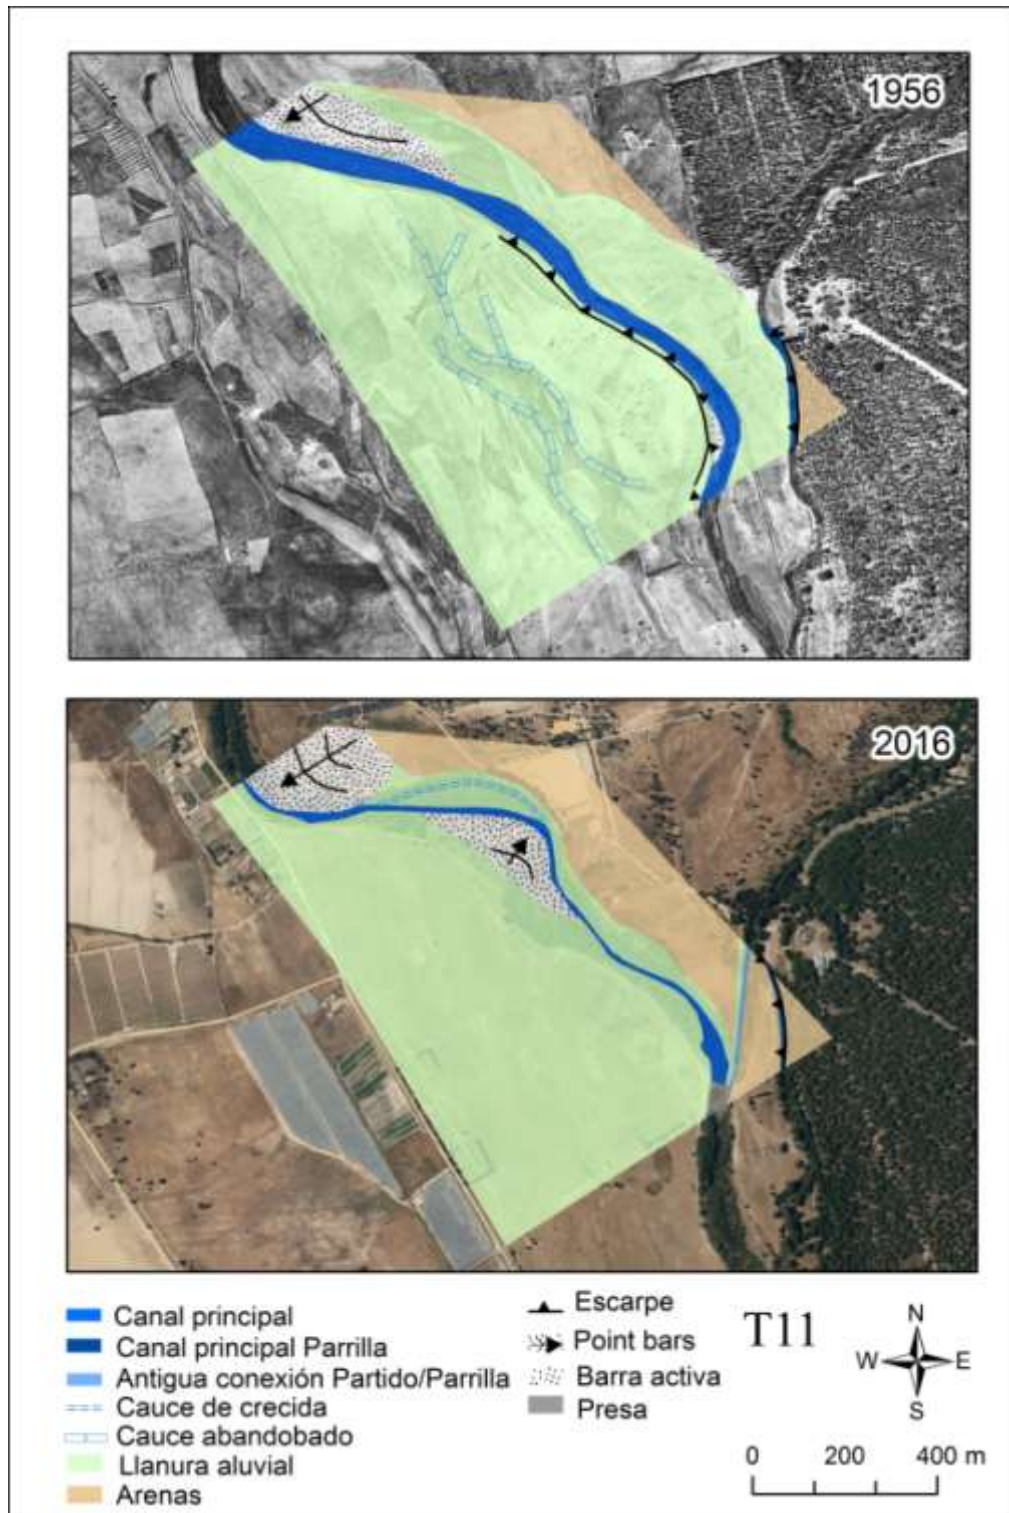 1956
2016
Canal principal
Canal principal Parrilla
Antigua conexión Partido/Parrilla
Cauce de crecida
Cauce abandobado
Llanura aluvial
Arenas
Escarpe
Point bars
Barra activa
Presa
T11
N
W E
S
0 200 400 m